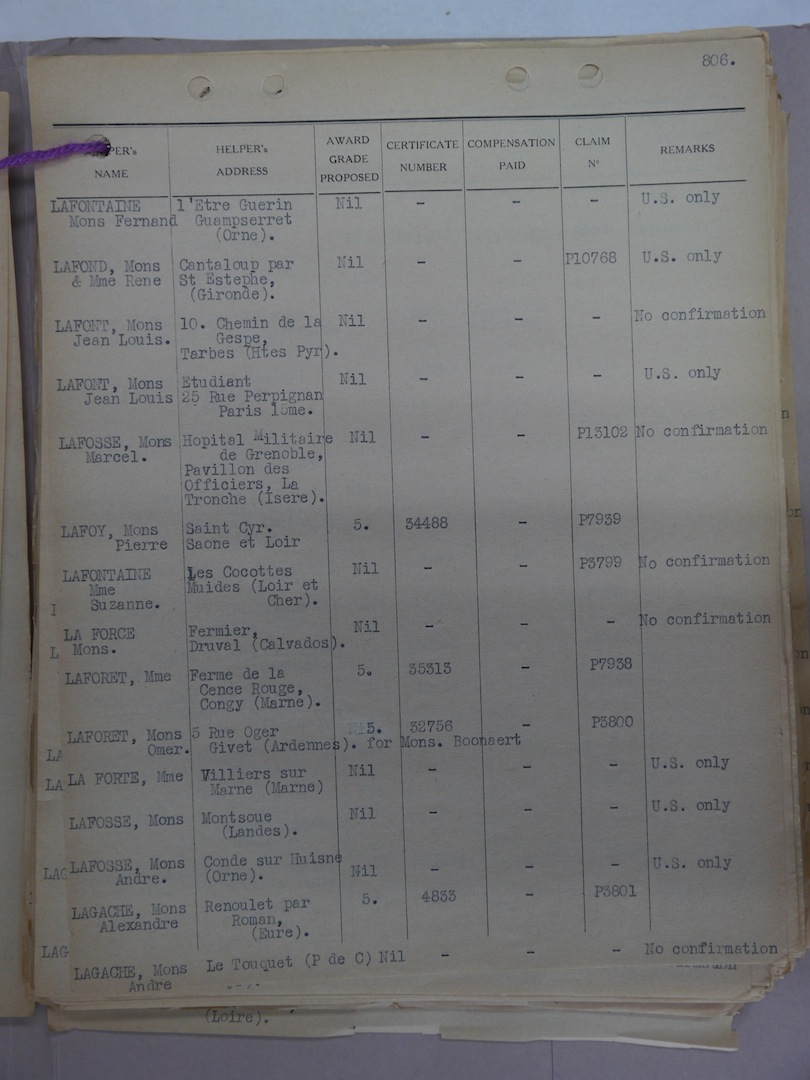 806.
PER's NAME HELPER's ADDRESS AWARD GRADE PROPOSED CERTIFICATE NUMBER COMPENSATION PAID CLAIM No REMARKS
LAFONTAINE l'Etre Guerin Nil - - - U.S. only
Mons Fernand Guampserret
(Orne).
LAFOND, Mons Cantaloup par Nil - - P10768 U.S. only
& Mme Rene St Estephe,
(Gironde).
LAFONT, Mons 10. Chemin de la Nil - - - No confirmation
Jean Louis. Gespe,
Tarbes (Htes Pyr).
LAFONT, Mons Etudiant Nil - - - U.S. only
Jean Louis 25 Rue Perpignan
Paris 15me.
LAFOSSE, Mons Hopital Militaire Nil - - P13102 No confirmation
Marcel. de Grenoble,
Pavillon des
Officiers, La
Tronche (Isere).
LAFOY, Mons Saint Cyr. 5. 34488 - P7939
Pierre Saone et Loir
LAFONTAINE Les Cocottes Nil - - P3799 No confirmation
Mme Muides (Loir et
Suzanne. Cher).
LA FORCE Fermier, Nil - - - No confirmation
Mons. Druval (Calvados).
LAFORET, Mme Ferme de la 5. 35313 - P7938
Cence Rouge,
Congy (Marne).
LAFORET, Mons 5 Rue Oger 5. 32756 - P3800
Omer. Givet (Ardennes). for Mons. Boonaert
LA FORTE, Mme Villiers sur Nil - - - U.S. only
Marne (Marne)
LAFOSSE, Mons Montsoue Nil - - - U.S. only
(Landes).
LAFOSSE, Mons Conde sur Huisne Nil - - - U.S. only
Andre. (Orne).
LAGACHE, Mons Renoulet par 5. 4833 - P3801
Alexandre Roman,
(Eure).
LAGACHE, Mons Le Touquet (P de C) Nil - - - No confirmation
Andre
(Loire).